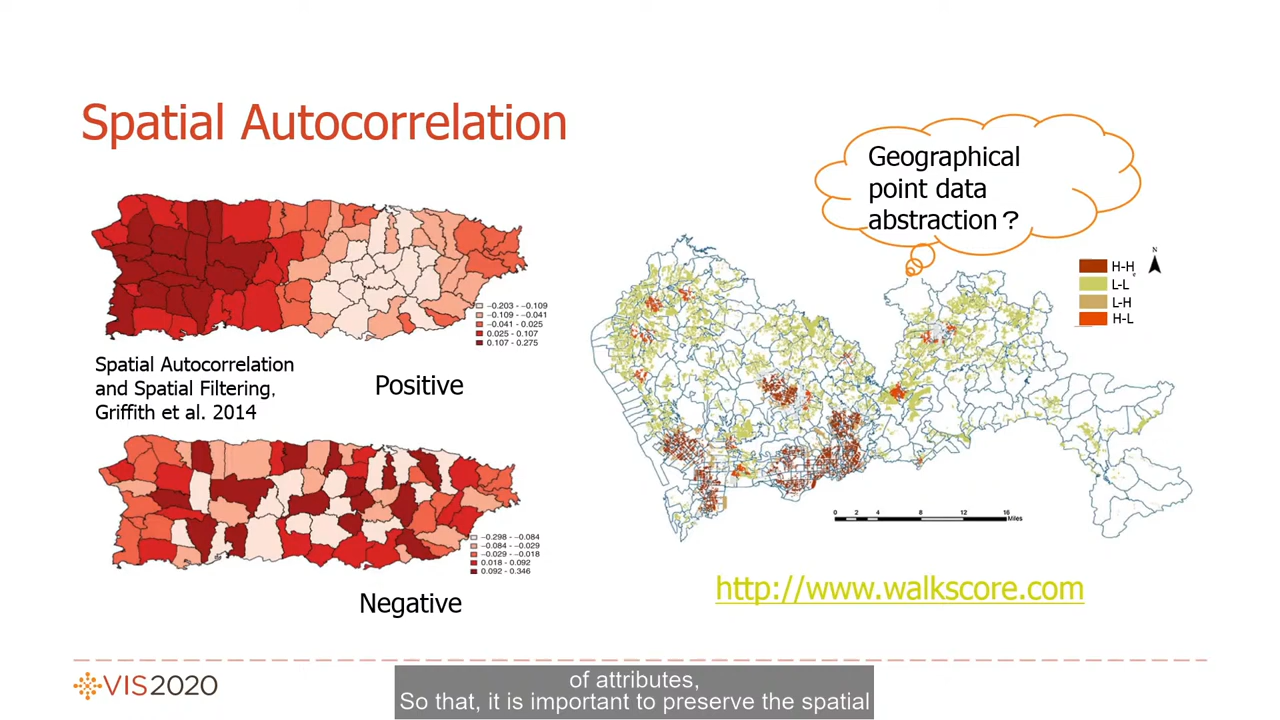 Spatial Autocorrelation
Geographical
point data
abstraction?
N
H-H
L-L
L-H
H-L
-0.203 - -0.109
-0.109 - -0.041
-0.041 - 0.025
0.025 - 0.107
0.107 - 0.275
Spatial Autocorrelation
and Spatial Filtering,
Griffith et al. 2014
Positive
-0.298 - -0.084
-0.084 - -0.029
-0.029 - -0.018
0.018 - 0.092
0.092 - 0.346
Negative
0 2 4 8 12 16
Miles
http://www.walkscore.com
VIS2020
of attributes,
So that, it is important to preserve the spatial